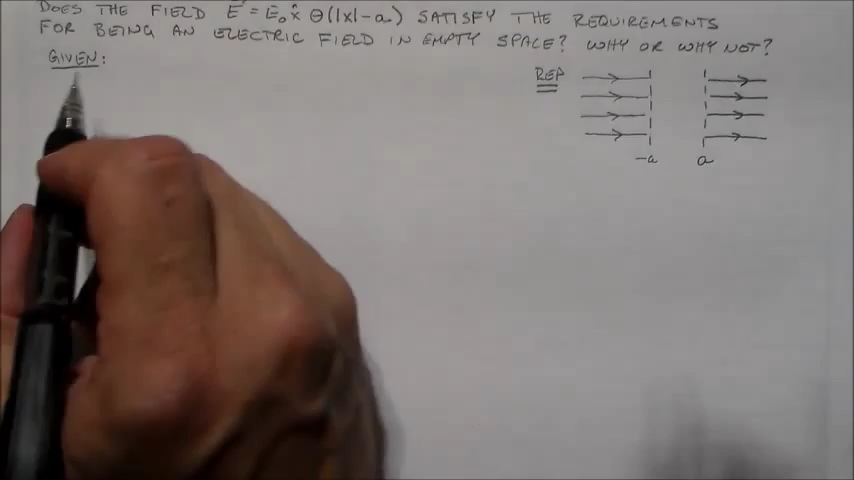 DOES THE FIELD E⃗ = E₀ x̂ Θ(|x|-a) SATISFY THE REQUIREMENTS
FOR BEING AN ELECTRIC FIELD IN EMPTY SPACE? WHY OR WHY NOT?
GIVEN:
REP
-a a